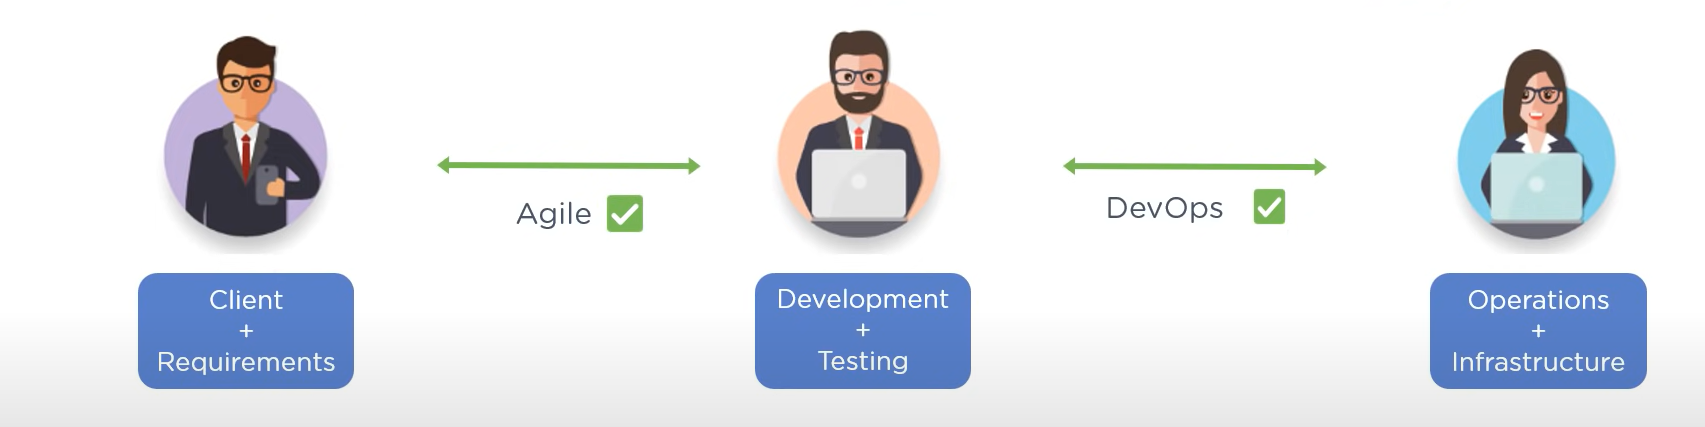 Agile
DevOps
Client
+
Requirements
Development
+
Testing
Operations
+
Infrastructure